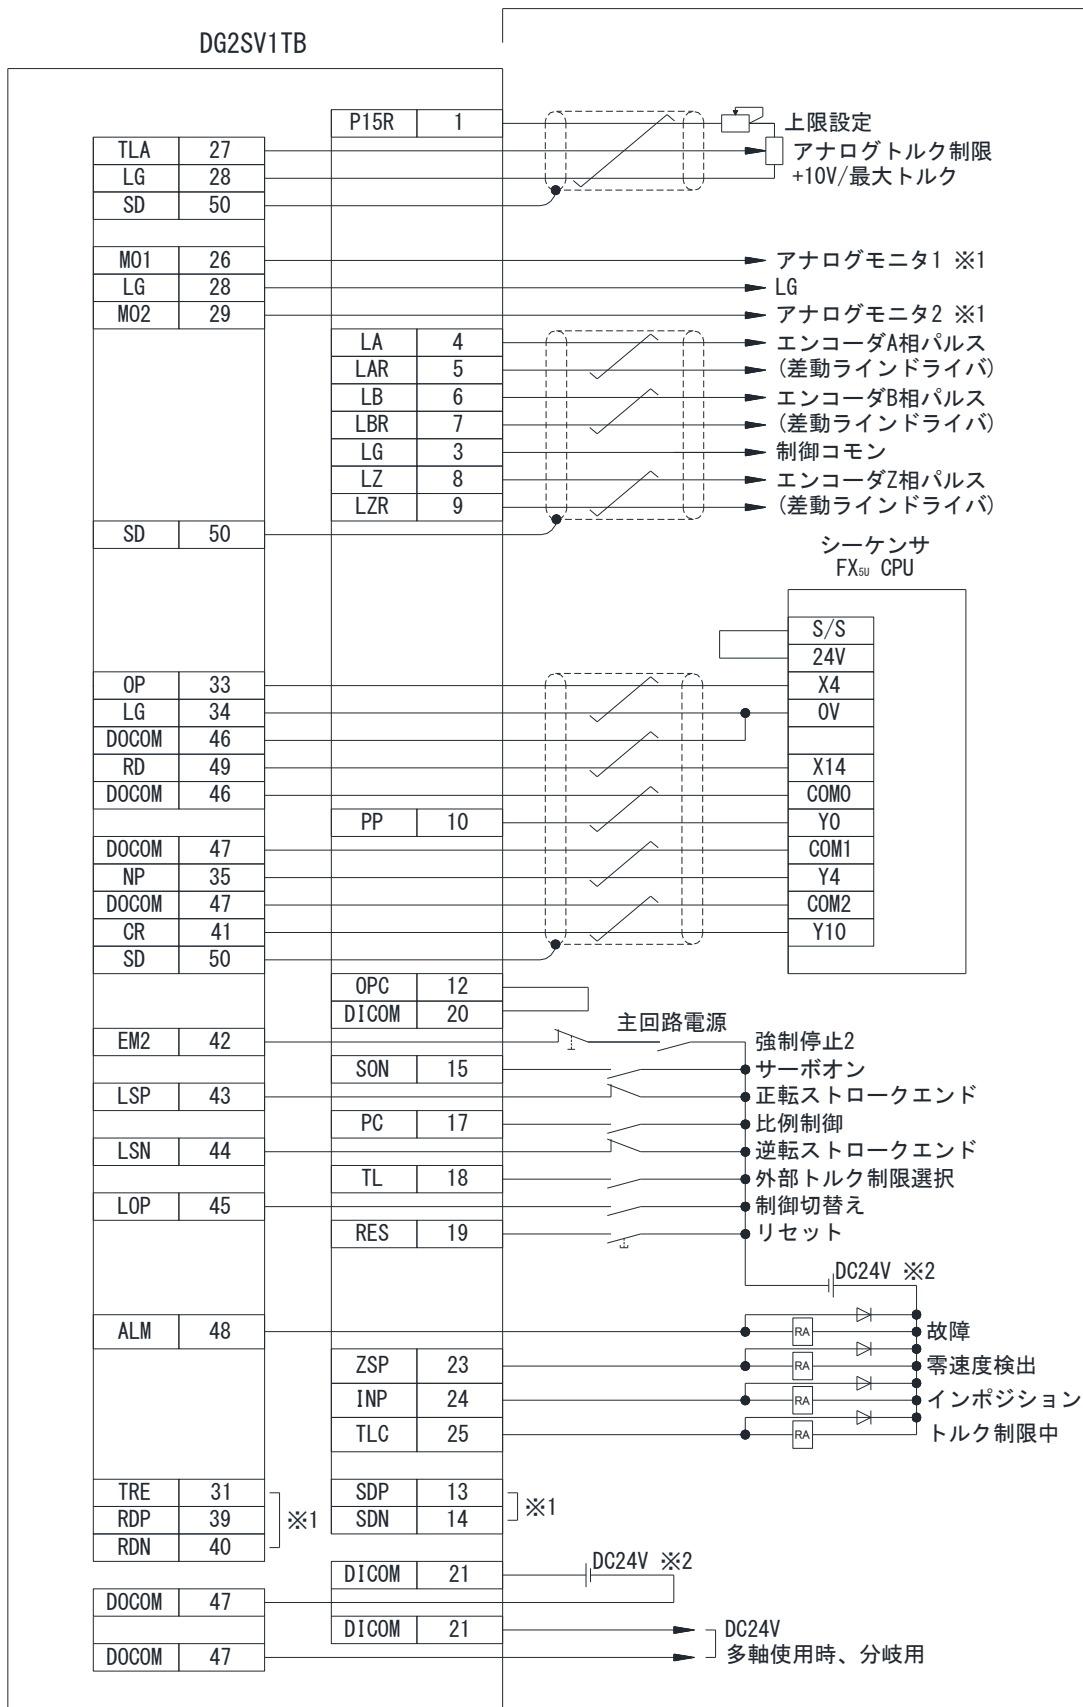 DG2SV1TB
P15R 1
上限設定
TLA 27
アナログトルク制限
LG 28
+10V/最大トルク
SD 50
MO1 26
アナログモニタ1 ※1
LG 28
LG
MO2 29
アナログモニタ2 ※1
LA 4
エンコーダA相パルス
LAR 5
(差動ラインドライバ)
LB 6
エンコーダB相パルス
LBR 7
(差動ラインドライバ)
LG 3
制御コモン
LZ 8
エンコーダZ相パルス
LZR 9
(差動ラインドライバ)
SD 50
シーケンサ
FX5U CPU
S/S
24V
OP 33
X4
LG 34
0V
DOCOM 46
RD 49
X14
DOCOM 46
COM0
PP 10
Y0
DOCOM 47
COM1
NP 35
Y4
DOCOM 47
COM2
CR 41
Y10
SD 50
OPC 12
DICOM 20
主回路電源
EM2 42
強制停止2
SON 15
サーボオン
LSP 43
正転ストロークエンド
PC 17
比例制御
LSN 44
逆転ストロークエンド
TL 18
外部トルク制限選択
LOP 45
制御切替え
RES 19
リセット
DC24V ※2
ALM 48
RA
故障
ZSP 23
RA
零速度検出
INP 24
RA
インポジション
TLC 25
RA
トルク制限中
TRE 31
SDP 13
RDP 39
※1
SDN 14
※1
RDN 40
DICOM 21
DC24V ※2
DOCOM 47
DICOM 21
DC24V
DOCOM 47
多軸使用時、分岐用